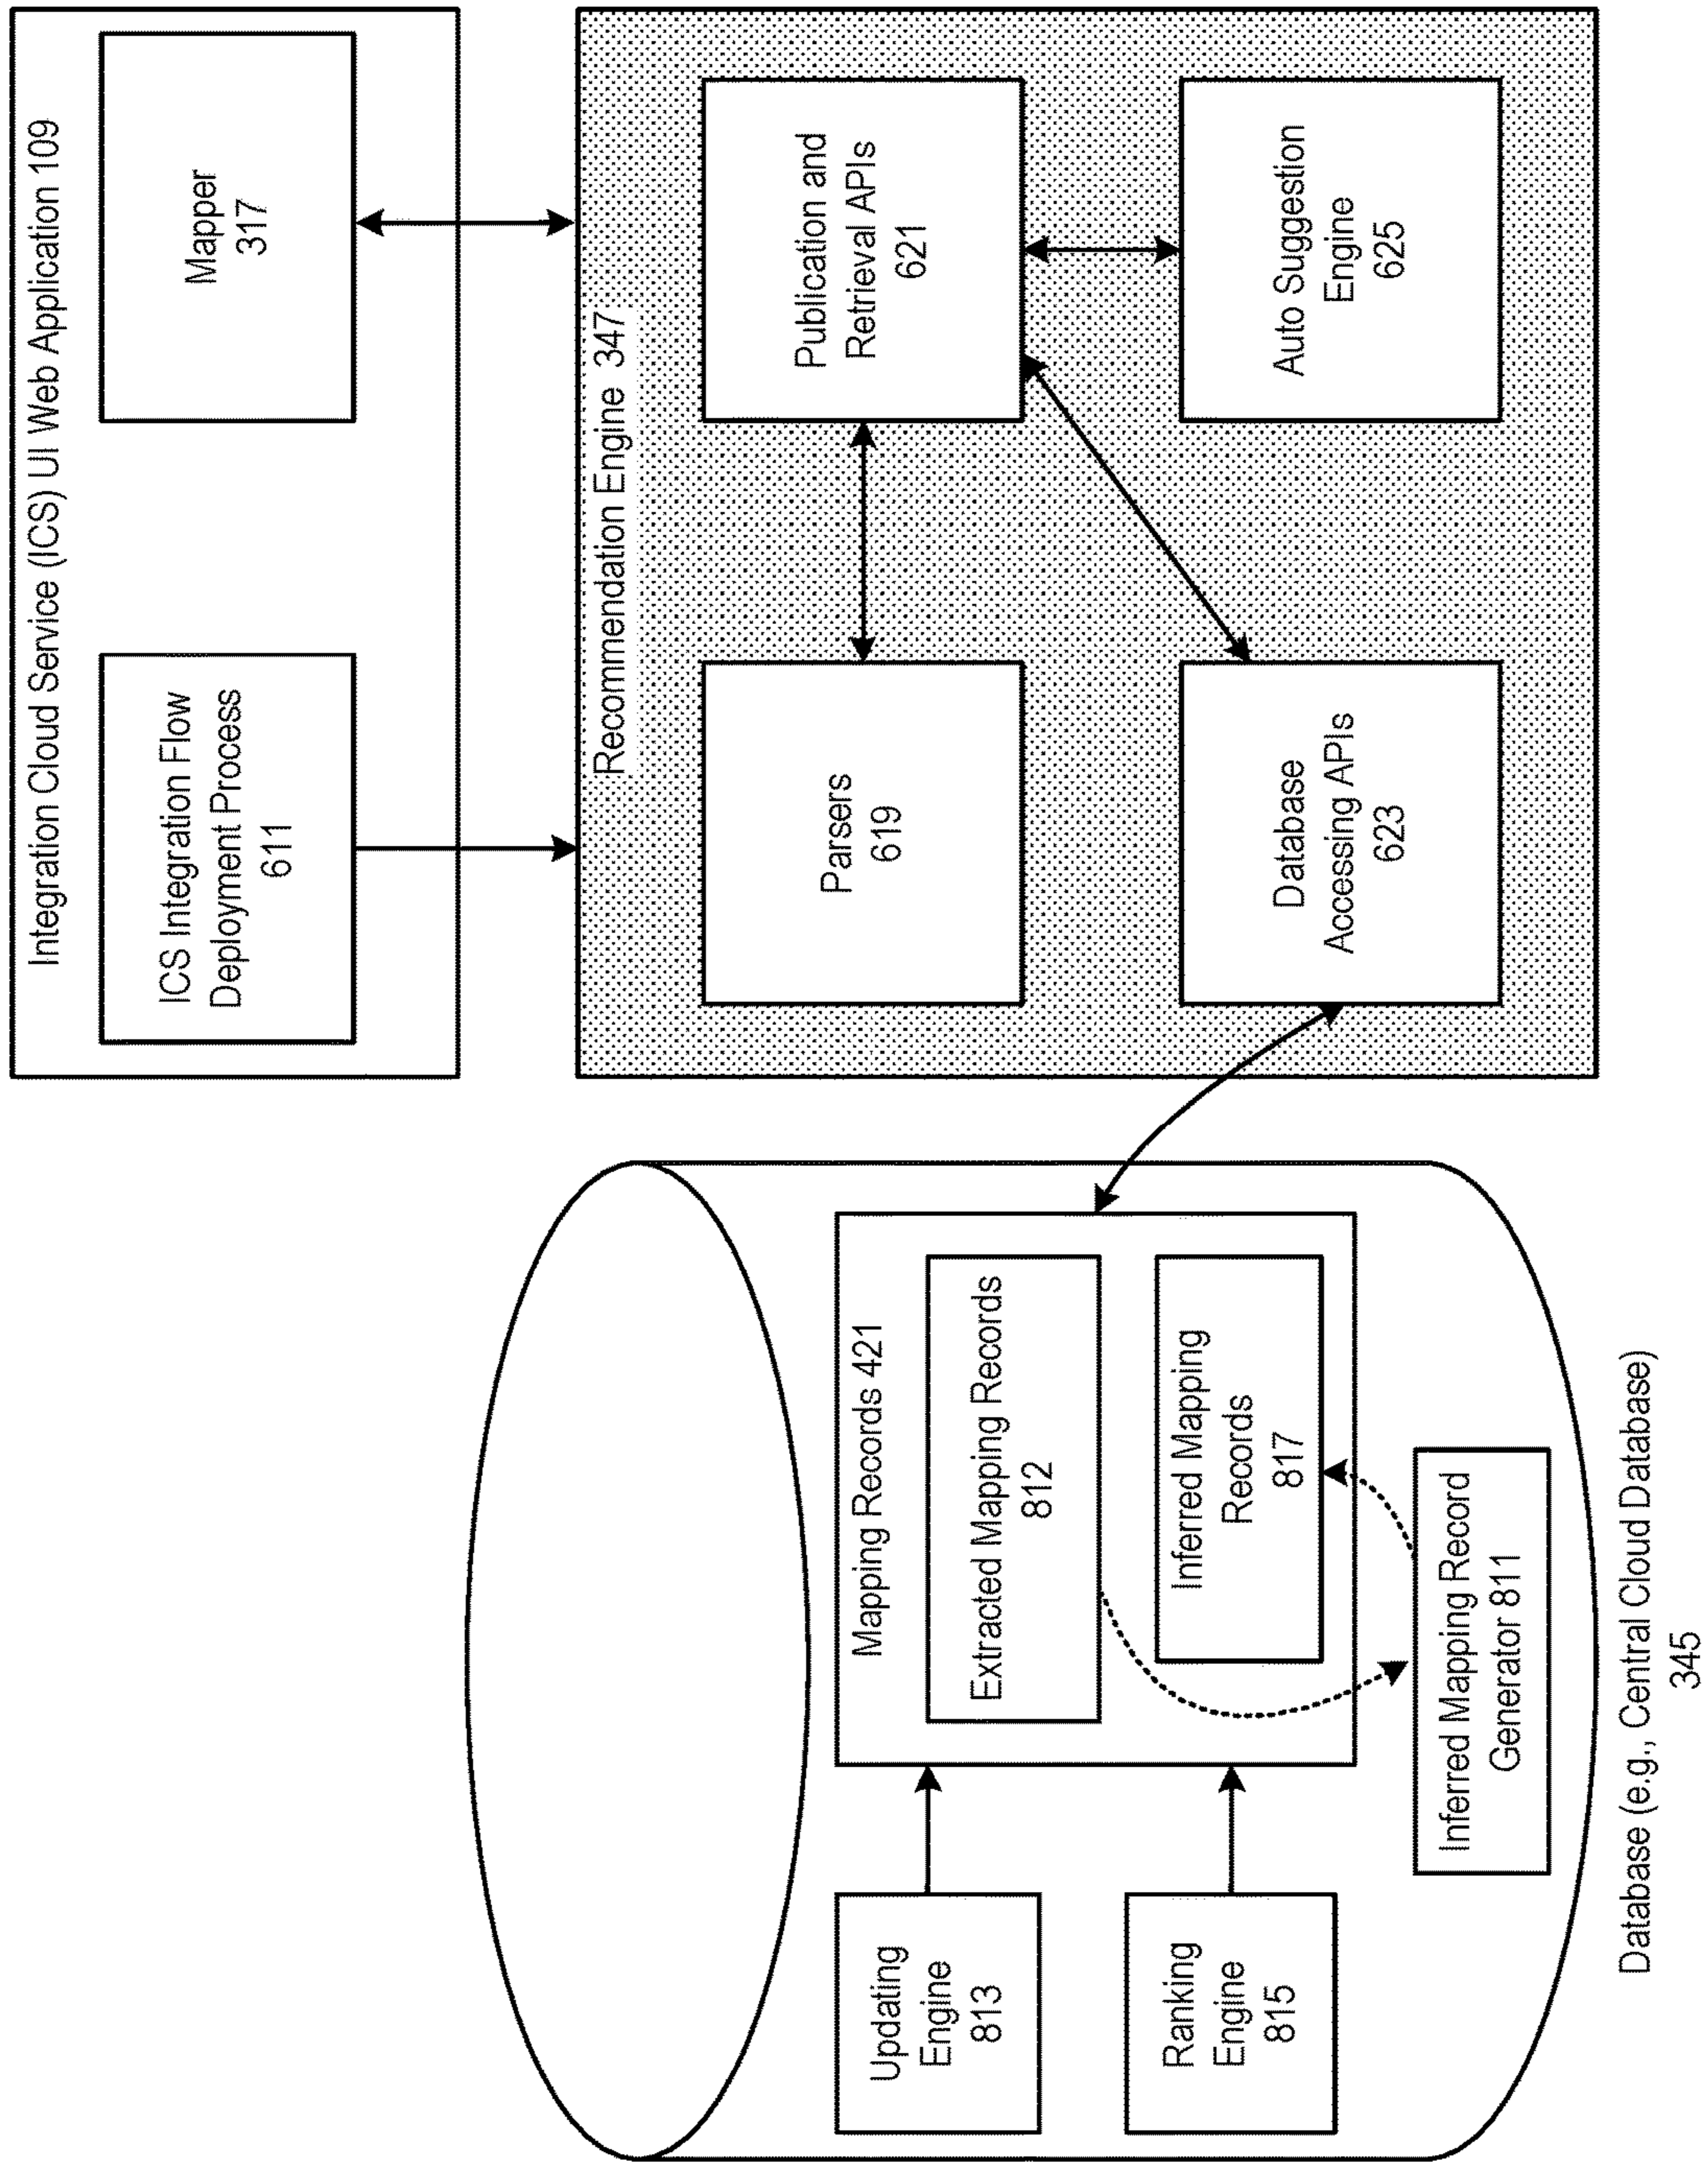 Integration Cloud Service (ICS) UI Web Application 109
ICS Integration Flow
Deployment Process
611
Mapper
317
Recommendation Engine 347
Parsers
619
Publication and
Retrieval APIs
621
Database
Accessing APIs
623
Auto Suggestion
Engine
625
Updating
Engine
813
Ranking
Engine
815
Mapping Records 421
Extracted Mapping Records
812
Inferred Mapping
Records
817
Inferred Mapping Record
Generator 811
Database (e.g., Central Cloud Database)
345